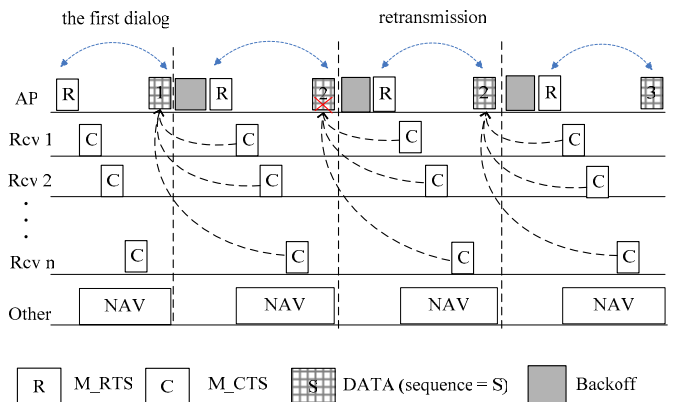 the first dialog
retransmission
AP R 1 R 2 R 2 R 3
Rcv 1 C C C C
Rcv 2 C C C C
Rcv n C C C C
Other NAV NAV NAV NAV
R M_RTS C M_CTS S DATA (sequence = S) Backoff